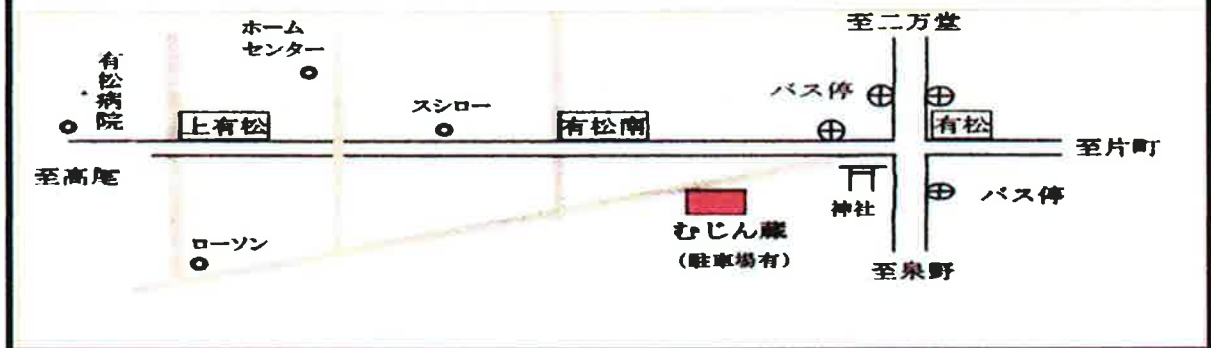 至二万堂
ホーム
センター
有松病院
バス停
スシロー
上有松
有松南
有松
至片町
至高尾
神社
バス停
むじん蔵
(駐車場有)
ローソン
至泉野